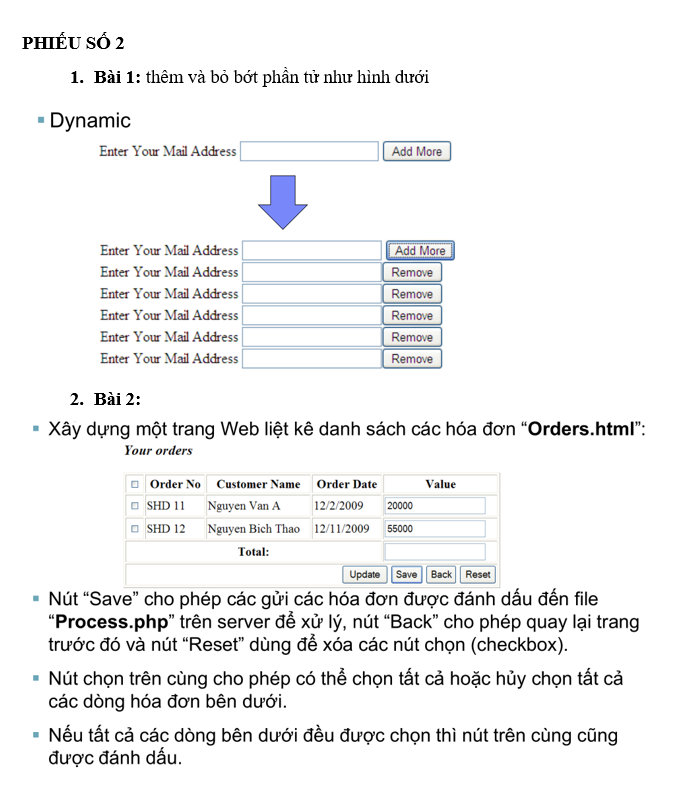 PHIẾU SỐ 2
1. Bài 1: thêm và bỏ bớt phần tử như hình dưới
Dynamic
Enter Your Mail Address Add More
Enter Your Mail Address Add More
Enter Your Mail Address Remove
Enter Your Mail Address Remove
Enter Your Mail Address Remove
Enter Your Mail Address Remove
Enter Your Mail Address Remove
2. Bài 2:
Xây dựng một trang Web liệt kê danh sách các hóa đơn “Orders.html”:
Your orders
Order No Customer Name Order Date Value
SHD 11 Nguyen Van A 12/2/2009 20000
SHD 12 Nguyen Bich Thao 12/11/2009 55000
Total:
Update Save Back Reset
Nút “Save” cho phép các gửi các hóa đơn được đánh dấu đến file
“Process.php” trên server để xử lý, nút “Back” cho phép quay lại trang
trước đó và nút “Reset” dùng để xóa các nút chọn (checkbox).
Nút chọn trên cùng cho phép có thể chọn tất cả hoặc hủy chọn tất cả
các dòng hóa đơn bên dưới.
Nếu tất cả các dòng bên dưới đều được chọn thì nút trên cùng cũng
được đánh dấu.